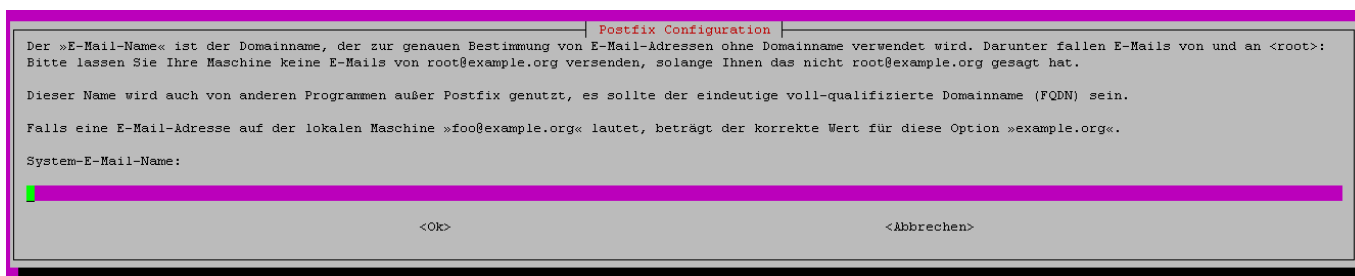 Postfix Configuration
Der »E-Mail-Name« ist der Domainname, der zur genauen Bestimmung von E-Mail-Adressen ohne Domainname verwendet wird. Darunter fallen E-Mails von und an <root>:
Bitte lassen Sie Ihre Maschine keine E-Mails von root@example.org versenden, solange Ihnen das nicht root@example.org gesagt hat.
Dieser Name wird auch von anderen Programmen außer Postfix genutzt, es sollte der eindeutige voll-qualifizierte Domainname (FQDN) sein.
Falls eine E-Mail-Adresse auf der lokalen Maschine »foo@example.org« lautet, beträgt der korrekte Wert für diese Option »example.org«.
System-E-Mail-Name:
<Ok> <Abbrechen>